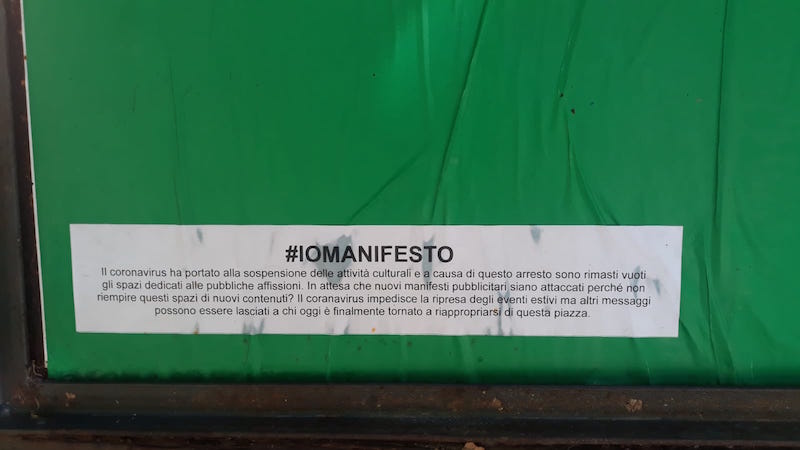 #IOMANIFESTO
Il coronavirus ha portato alla sospensione delle attività culturali e a causa di questo arresto sono rimasti vuoti
gli spazi dedicati alle pubbliche affissioni. In attesa che nuovi manifesti pubblicitari siano attaccati perché non
riempire questi spazi di nuovi contenuti? Il coranavirus impedisce la ripresa degli eventi estivi ma altri messaggi
possono essere lasciati a chi oggi è finalmente tornato a riappropriarsi di questa piazza.